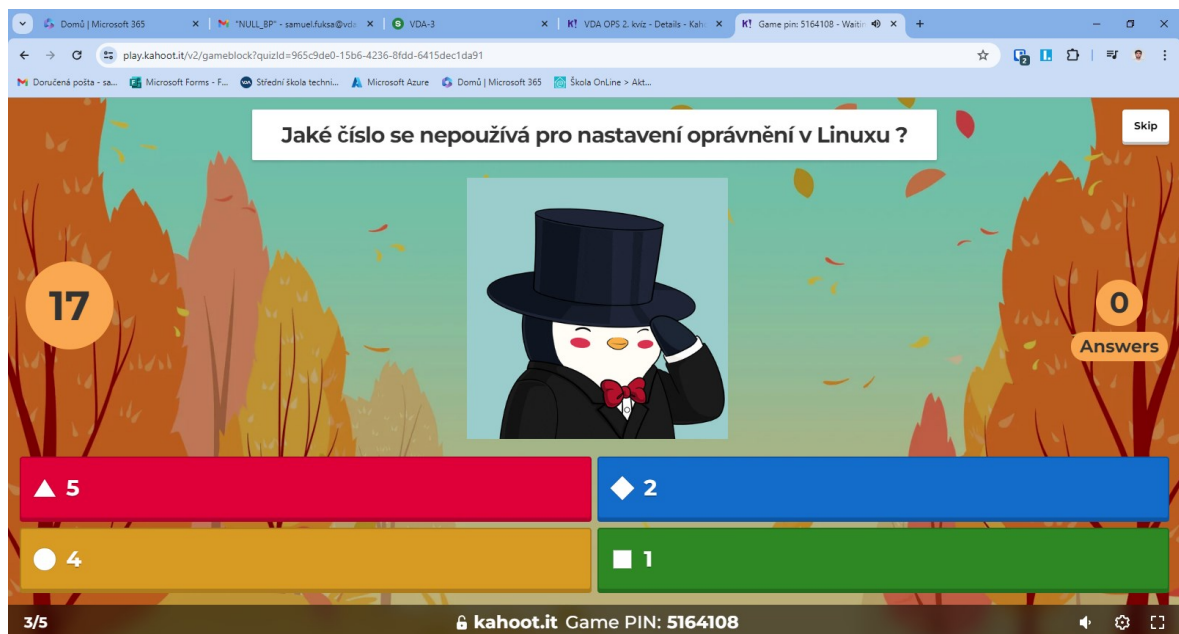 Domů | Microsoft 365
"NULL_BP" - samuel.fuksa@vda
VDA-3
K! VDA OPS 2. kvíz - Details - Kah
K! Game pin: 5164108 - Waitin
play.kahoot.it/v2/gameblock?quizId=965c9de0-15b6-4236-8fdd-6415dec1da91
Doručená pošta - sa...
Microsoft Forms - F...
Střední škola techni...
Microsoft Azure
Domů | Microsoft 365
Škola OnLine > Akt...
Jaké číslo se nepoužívá pro nastavení oprávnění v Linuxu ?
Skip
17
0
Answers
5
2
4
1
3/5
kahoot.it Game PIN: 5164108